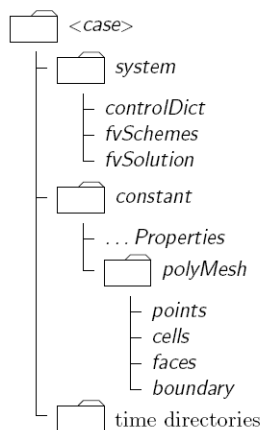 <case>
system
controlDict
fvSchemes
fvSolution
constant
...Properties
polyMesh
points
cells
faces
boundary
time directories